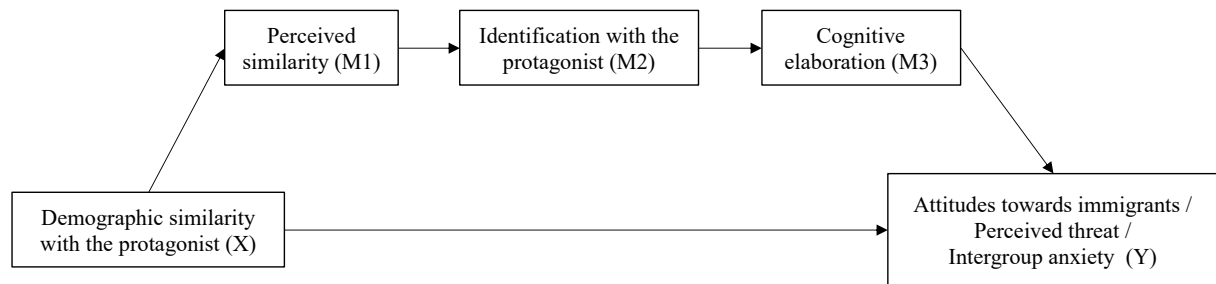 Perceived
similarity (M1)
Identification with the
protagonist (M2)
Cognitive
elaboration (M3)
Demographic similarity
with the protagonist (X)
Attitudes towards immigrants /
Perceived threat /
Intergroup anxiety (Y)